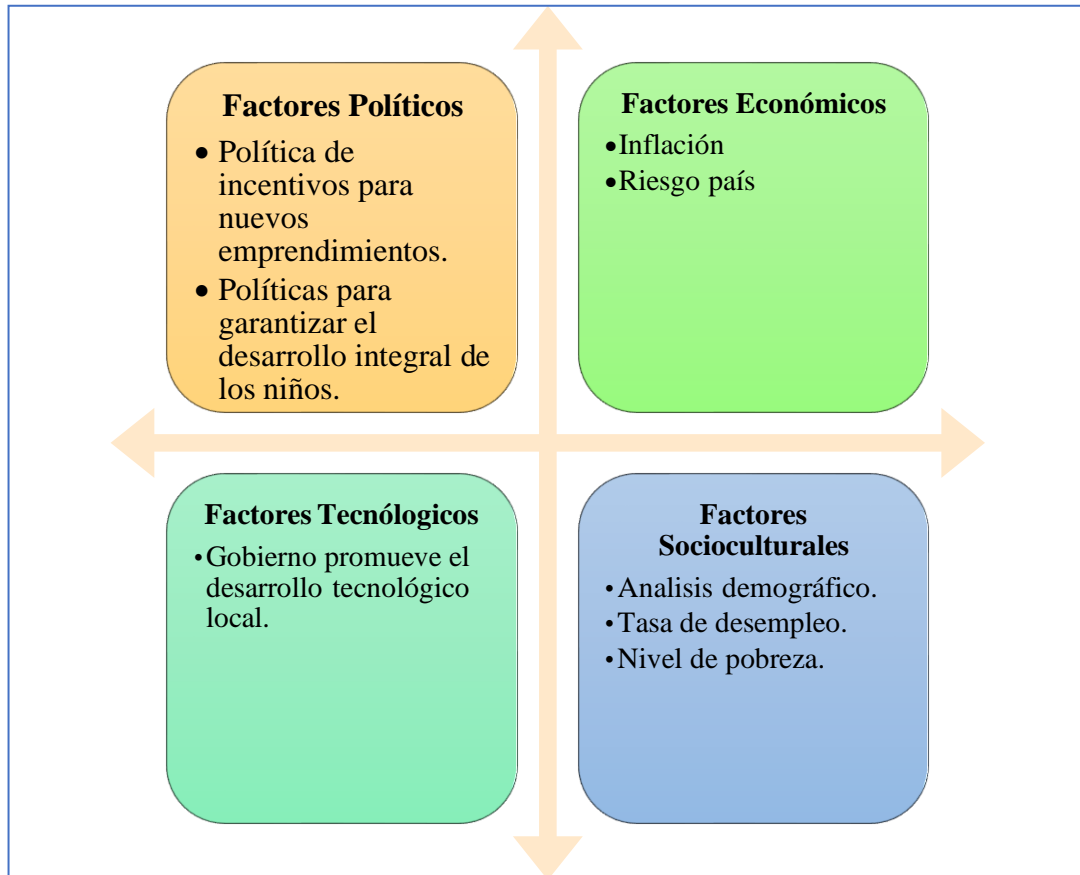 Factores Políticos
• Política de
incentivos para
nuevos
emprendimientos.
• Políticas para
garantizar el
desarrollo integral de
los niños.
Factores Económicos
•Inflación
•Riesgo país
Factores Tecnólogicos
•Gobierno promueve el
desarrollo tecnológico
local.
Factores
Socioculturales
•Analisis demográfico.
•Tasa de desempleo.
•Nivel de pobreza.